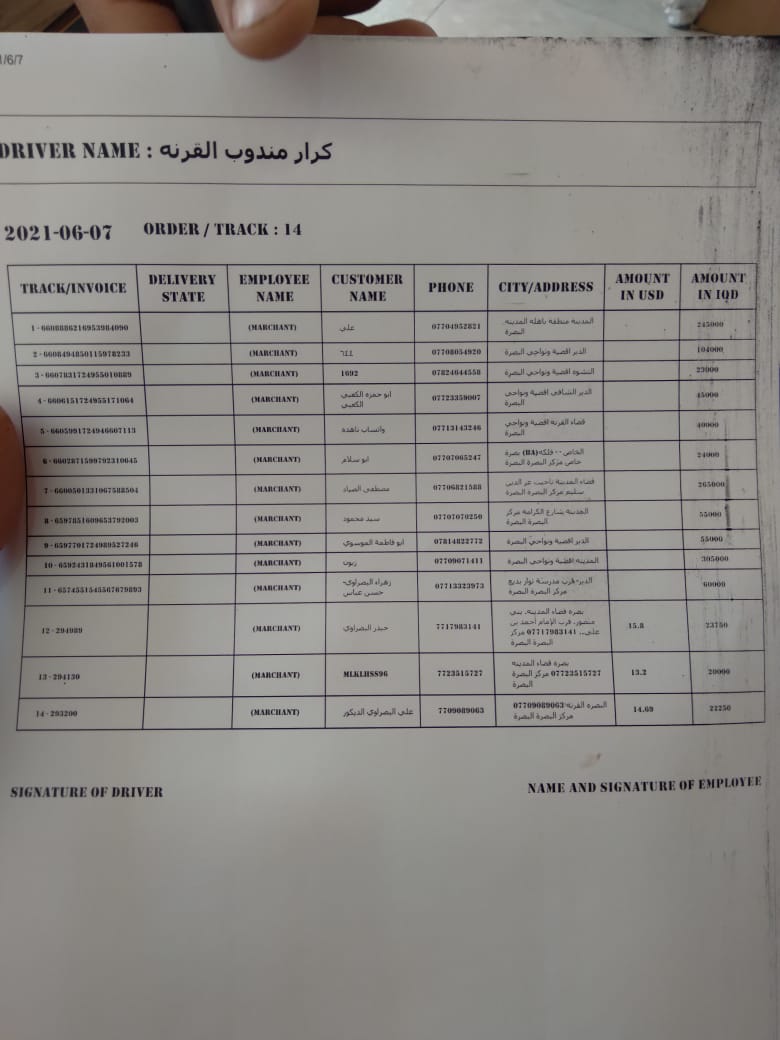 1/6/7
DRIVER NAME : كرار مندوب القرنه
2021-06-07 ORDER / TRACK : 14
TRACK/INVOICE DELIVERY STATE EMPLOYEE NAME CUSTOMER NAME PHONE CITY/ADDRESS AMOUNT IN USD AMOUNT IN IQD
1 - 6608886216953984090 (MARCHANT) علي 07704952821 المدينه منطقة باهلة المدينه البصرة 245000
2 - 6608494850115978233 (MARCHANT) ٦٤٤ 07708054920 الدير اقضية ونواحي البصرة 104000
3 - 6607831724955010889 (MARCHANT) 1692 07824644558 النشوه اقضية ونواحي البصرة 23000
4 - 6606151724955171064 (MARCHANT) ابو حمزه الكعبي الكعبي 07723359007 الدير الشافي اقضية ونواحي البصرة 45000
5 - 6605991724946607113 (MARCHANT) واتساب ناهده 07713143246 قضاء القرنه اقضية ونواحي البصرة 40000
6 - 6602871599792310645 (MARCHANT) ابو سلام 07707065247 الخاص -- فلكه(BA) بصرة خاص مركز البصرة البصرة 24000
7 - 6600501331067588504 (MARCHANT) مصطفى الصياد 07706821588 قضاء المدينة ناحيت عز الدين سليم مركز البصرة البصرة 265000
8 - 6597851609653792003 (MARCHANT) سيد محمود 07707070250 المدينة شارع الكرامة مركز البصرة البصرة 55000
9 - 6597701724989527246 (MARCHANT) ابو فاطمة الموسوي 07814822772 الدير اقضية ونواحي البصرة 55000
10 - 6592431849561001578 (MARCHANT) زبون 07709071411 المدينه اقضية ونواحي البصرة 305000
11 - 6574551545567679893 (MARCHANT) زهراء البصراوي- حسن عباس 07713323973 الدير-قرب مدرسة نوار بديع مركز البصرة البصرة 60000
12 - 294989 (MARCHANT) حيدر البصراوي 7717983141 بصره قضاء المدينه، بني منصور، قرب الإمام أحمد بن علي.. 07717983141 مركز البصرة البصرة 15.8 23750
13 - 294130 (MARCHANT) MLKLHSS96 7723515727 بصره قضاء المدينه 07723515727 مركز البصرة البصرة 13.2 20000
14 - 293200 (MARCHANT) علي البصراوي الديكور 7709089063 البصره القرنه 07709089063 مركز البصرة البصرة 14.69 22250
SIGNATURE OF DRIVER NAME AND SIGNATURE OF EMPLOYEE